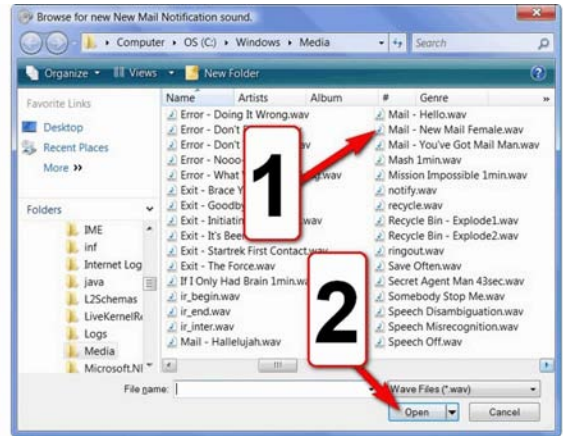 Browse for new New Mail Notification sound.
Computer ▸ OS (C:) ▸ Windows ▸ Media
Search
Organize
Views
New Folder
?
Favorite Links
Desktop
Recent Places
More »
Folders
IME
inf
Internet Log
java
L2Schemas
LiveKernelRe
Logs
Media
Microsoft.NI
Name Artists Album # Genre »
Error - Doing It Wrong.wav
Error - Don't
Error - Don't
Error - Nooo
Error - What
Exit - Brace Y
Exit - Goodb
Exit - Initiatin
Exit - It's Bee
Exit - Startrek First Contact.wav
Exit - The Force.wav
If I Only Had Brain 1min.wav
ir_begin.wav
ir_end.wav
ir_inter.wav
Mail - Hallelujah.wav
Mail - Hello.wav
Mail - New Mail Female.wav
Mail - You've Got Mail Man.wav
Mash 1min.wav
Mission Impossible 1min.wav
notify.wav
recycle.wav
Recycle Bin - Explode1.wav
Recycle Bin - Explode2.wav
ringout.wav
Save Often.wav
Secret Agent Man 43sec.wav
Somebody Stop Me.wav
Speech Disambiguation.wav
Speech Misrecognition.wav
Speech Off.wav
1
2
File name:
Wave Files (*.wav)
Open
Cancel